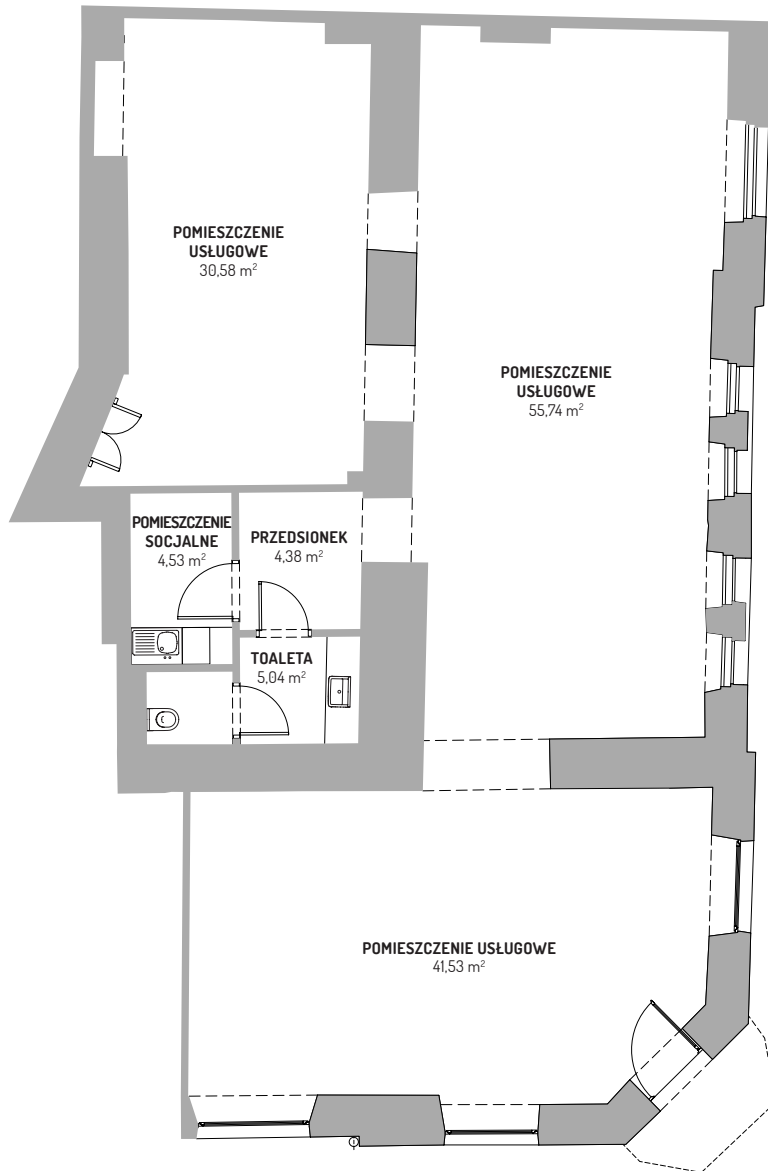 POMIESZCZENIE
USŁUGOWE
30,58 m²
POMIESZCZENIE
USŁUGOWE
55,74 m²
POMIESZCZENIE
SOCJALNE
4,53 m²
PRZEDSIONEK
4,38 m²
TOALETA
5,04 m²
POMIESZCZENIE USŁUGOWE
41,53 m²